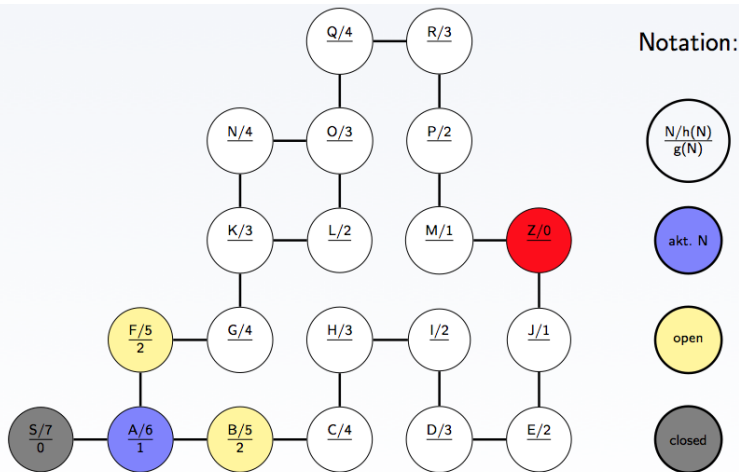 Q/4
R/3
Notation:
N/4
O/3
P/2
N/h(N)
g(N)
K/3
L/2
M/1
Z/0
akt. N
F/5
2
G/4
H/3
I/2
J/1
open
S/7
0
A/6
1
B/5
2
C/4
D/3
E/2
closed